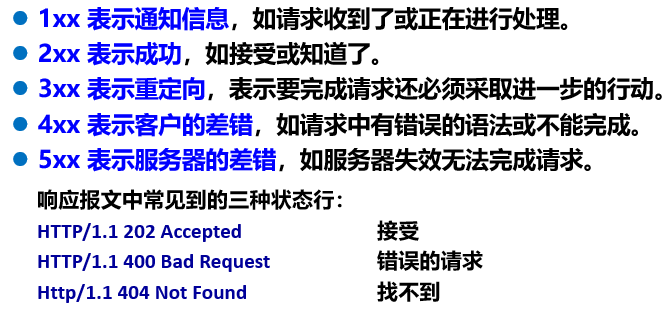 ● 1xx 表示通知信息，如请求收到了或正在进行处理。
● 2xx 表示成功，如接受或知道了。
● 3xx 表示重定向，表示要完成请求还必须采取进一步的行动。
● 4xx 表示客户的差错，如请求中有错误的语法或不能完成。
● 5xx 表示服务器的差错，如服务器失效无法完成请求。
响应报文中常见到的三种状态行：
HTTP/1.1 202 Accepted 接受
HTTP/1.1 400 Bad Request 错误的请求
Http/1.1 404 Not Found 找不到